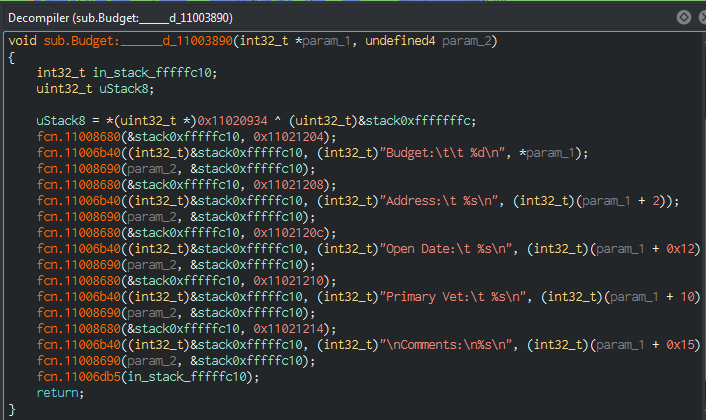 Decompiler (sub.Budget:______d_11003890)
void sub.Budget:______d_11003890(int32_t *param_1, undefined4 param_2)
{
    int32_t in_stack_fffffc10;
    uint32_t uStack8;

    uStack8 = *(uint32_t *)0x11020934 ^ (uint32_t)&stack0xfffffffc;
    fcn.11008680(&stack0xfffffc10, 0x11021204);
    fcn.11006b40((int32_t)&stack0xfffffc10, (int32_t)"Budget:\t\t %d\n", *param_1);
    fcn.11008690(param_2, &stack0xfffffc10);
    fcn.11008680(&stack0xfffffc10, 0x11021208);
    fcn.11006b40((int32_t)&stack0xfffffc10, (int32_t)"Address:\t %s\n", (int32_t)(param_1 + 2));
    fcn.11008690(param_2, &stack0xfffffc10);
    fcn.11008680(&stack0xfffffc10, 0x1102120c);
    fcn.11006b40((int32_t)&stack0xfffffc10, (int32_t)"Open Date:\t %s\n", (int32_t)(param_1 + 0x12)
    fcn.11008690(param_2, &stack0xfffffc10);
    fcn.11008680(&stack0xfffffc10, 0x11021210);
    fcn.11006b40((int32_t)&stack0xfffffc10, (int32_t)"Primary Vet:\t %s\n", (int32_t)(param_1 + 10)
    fcn.11008690(param_2, &stack0xfffffc10);
    fcn.11008680(&stack0xfffffc10, 0x11021214);
    fcn.11006b40((int32_t)&stack0xfffffc10, (int32_t)"\nComments:\n%s\n", (int32_t)(param_1 + 0x15)
    fcn.11008690(param_2, &stack0xfffffc10);
    fcn.11006db5(in_stack_fffffc10);
    return;
}